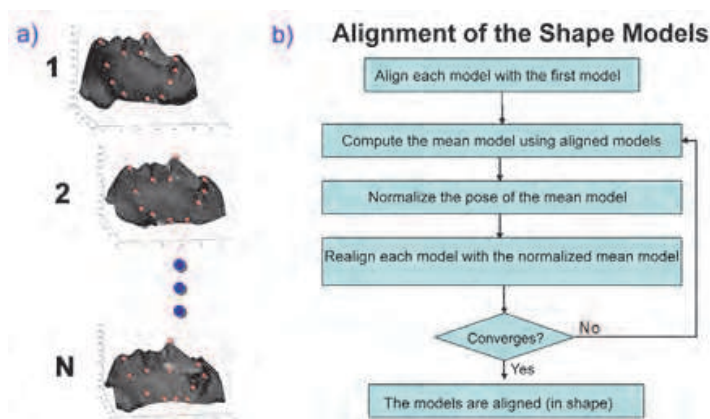 a)
1
2
N
b)
Alignment of the Shape Models
Align each model with the first model
Compute the mean model using aligned models
Normalize the pose of the mean model
Realign each model with the normalized mean model
Converges?
No
Yes
The models are aligned (in shape)